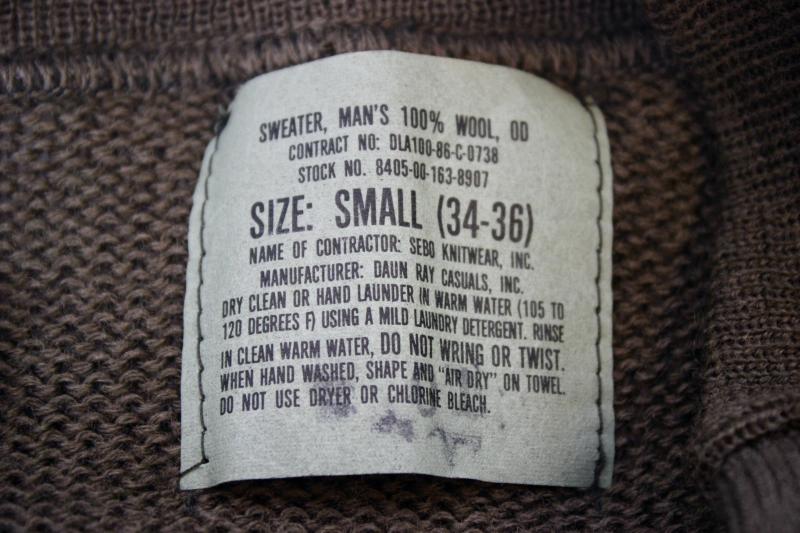 SWEATER, MAN'S 100% WOOL, OD
CONTRACT NO: DLA100-86-C-0738
STOCK NO. 8405-00-163-8907
SIZE: SMALL (34-36)
NAME OF CONTRACTOR: SEBO KNITWEAR, INC.
MANUFACTURER: DAUN RAY CASUALS, INC.
DRY CLEAN OR HAND LAUNDER IN WARM WATER (105 TO
120 DEGREES F) USING A MILD LAUNDRY DETERGENT. RINSE
IN CLEAN WARM WATER, DO NOT WRING OR TWIST.
WHEN HAND WASHED, SHAPE AND "AIR DRY" ON TOWEL.
DO NOT USE DRYER OR CHLORINE BLEACH.